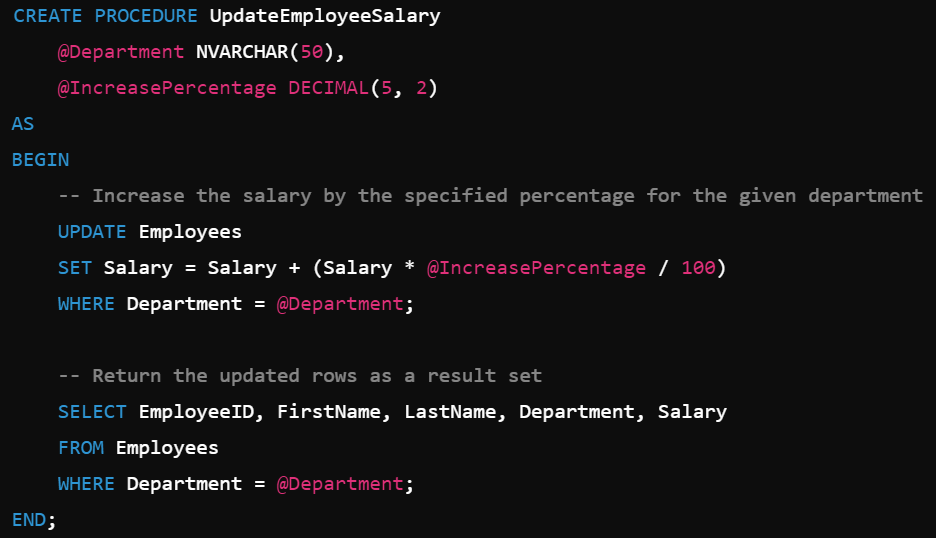 CREATE PROCEDURE UpdateEmployeeSalary
    @Department NVARCHAR(50),
    @IncreasePercentage DECIMAL(5, 2)
AS
BEGIN
    -- Increase the salary by the specified percentage for the given department
    UPDATE Employees
    SET Salary = Salary + (Salary * @IncreasePercentage / 100)
    WHERE Department = @Department;

    -- Return the updated rows as a result set
    SELECT EmployeeID, FirstName, LastName, Department, Salary
    FROM Employees
    WHERE Department = @Department;
END;